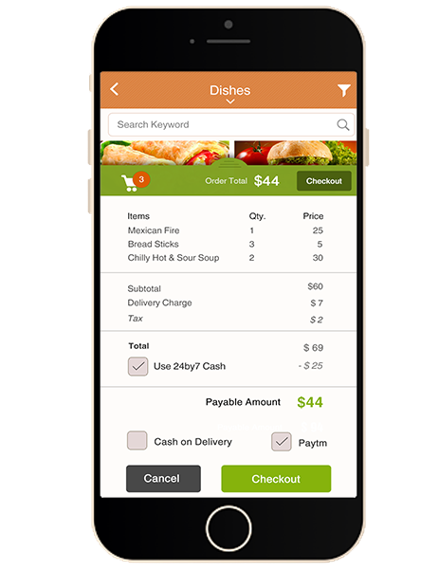 Dishes
Search Keyword
3 Order Total $44 Checkout
Items Qty. Price
Mexican Fire 1 25
Bread Sticks 3 5
Chilly Hot & Sour Soup 2 30
Subtotal $60
Delivery Charge $ 7
Tax $ 2
Total $ 69
Use 24by7 Cash - $ 25
Payable Amount $44
Cash on Delivery Paytm
Cancel Checkout